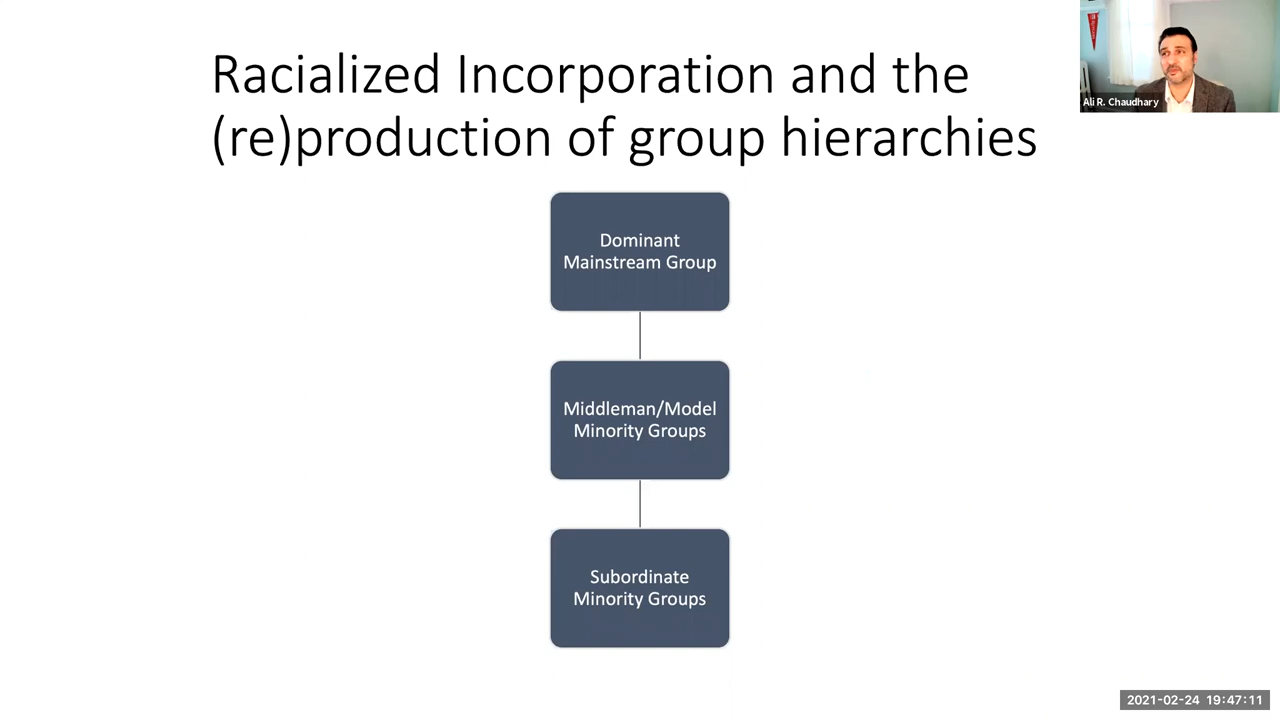 Racialized Incorporation and the
(re)production of group hierarchies
Ali R. Chaudhary
Dominant
Mainstream Group
Middleman/Model
Minority Groups
Subordinate
Minority Groups
2021-02-24 19:47:11